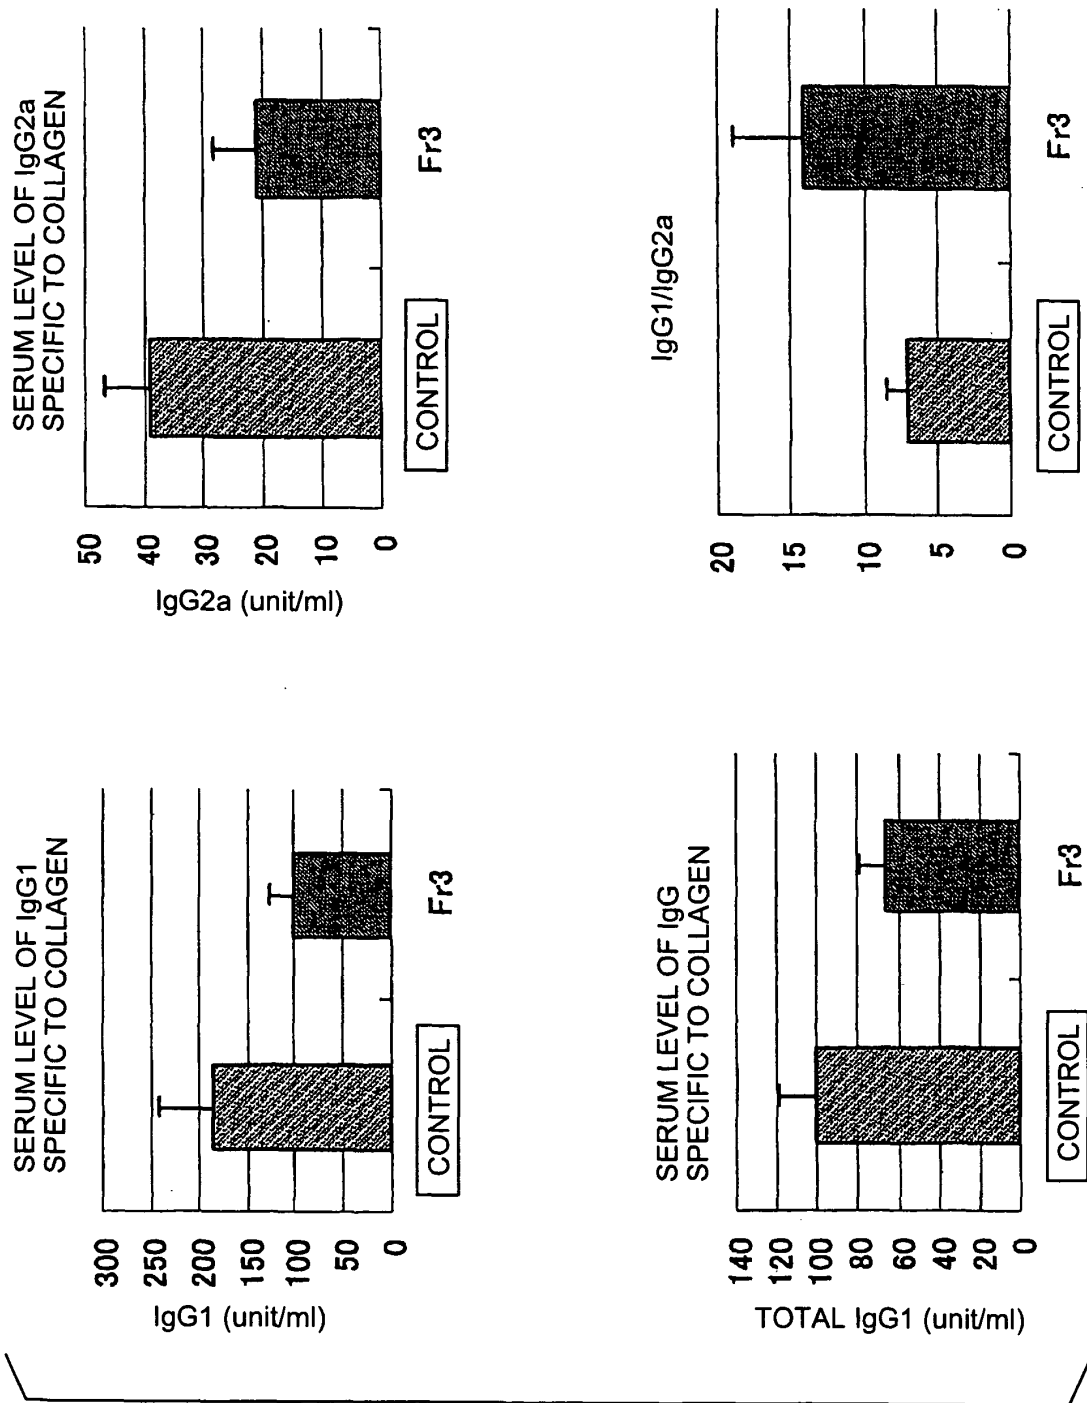 SERUM LEVEL OF IgG1
SPECIFIC TO COLLAGEN
300
250
200
150
100
50
0
IgG1 (unit/ml)
CONTROL
Fr3
SERUM LEVEL OF IgG2a
SPECIFIC TO COLLAGEN
50
40
30
20
10
0
IgG2a (unit/ml)
CONTROL
Fr3
SERUM LEVEL OF IgG
SPECIFIC TO COLLAGEN
140
120
100
80
60
40
20
0
TOTAL IgG1 (unit/ml)
CONTROL
Fr3
IgG1/IgG2a
20
15
10
5
0
CONTROL
Fr3